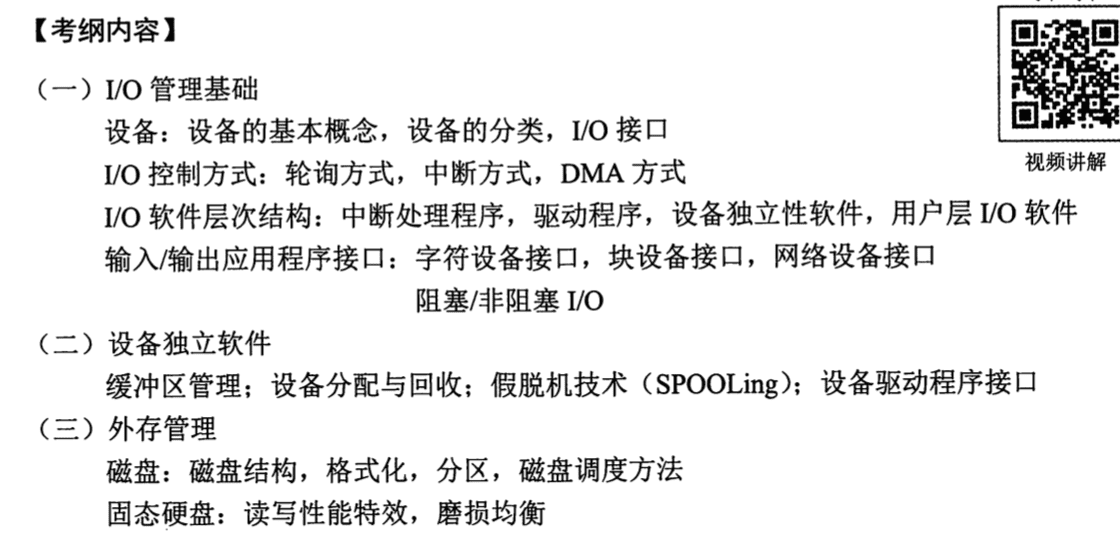 【考纲内容】
（一）I/O 管理基础
设备：设备的基本概念，设备的分类，I/O 接口
I/O 控制方式：轮询方式，中断方式，DMA 方式
I/O 软件层次结构：中断处理程序，驱动程序，设备独立性软件，用户层 I/O 软件
输入/输出应用程序接口：字符设备接口，块设备接口，网络设备接口
阻塞/非阻塞 I/O
（二）设备独立软件
缓冲区管理；设备分配与回收；假脱机技术（SPOOLing）；设备驱动程序接口
（三）外存管理
磁盘：磁盘结构，格式化，分区，磁盘调度方法
固态硬盘：读写性能特效，磨损均衡
视频讲解